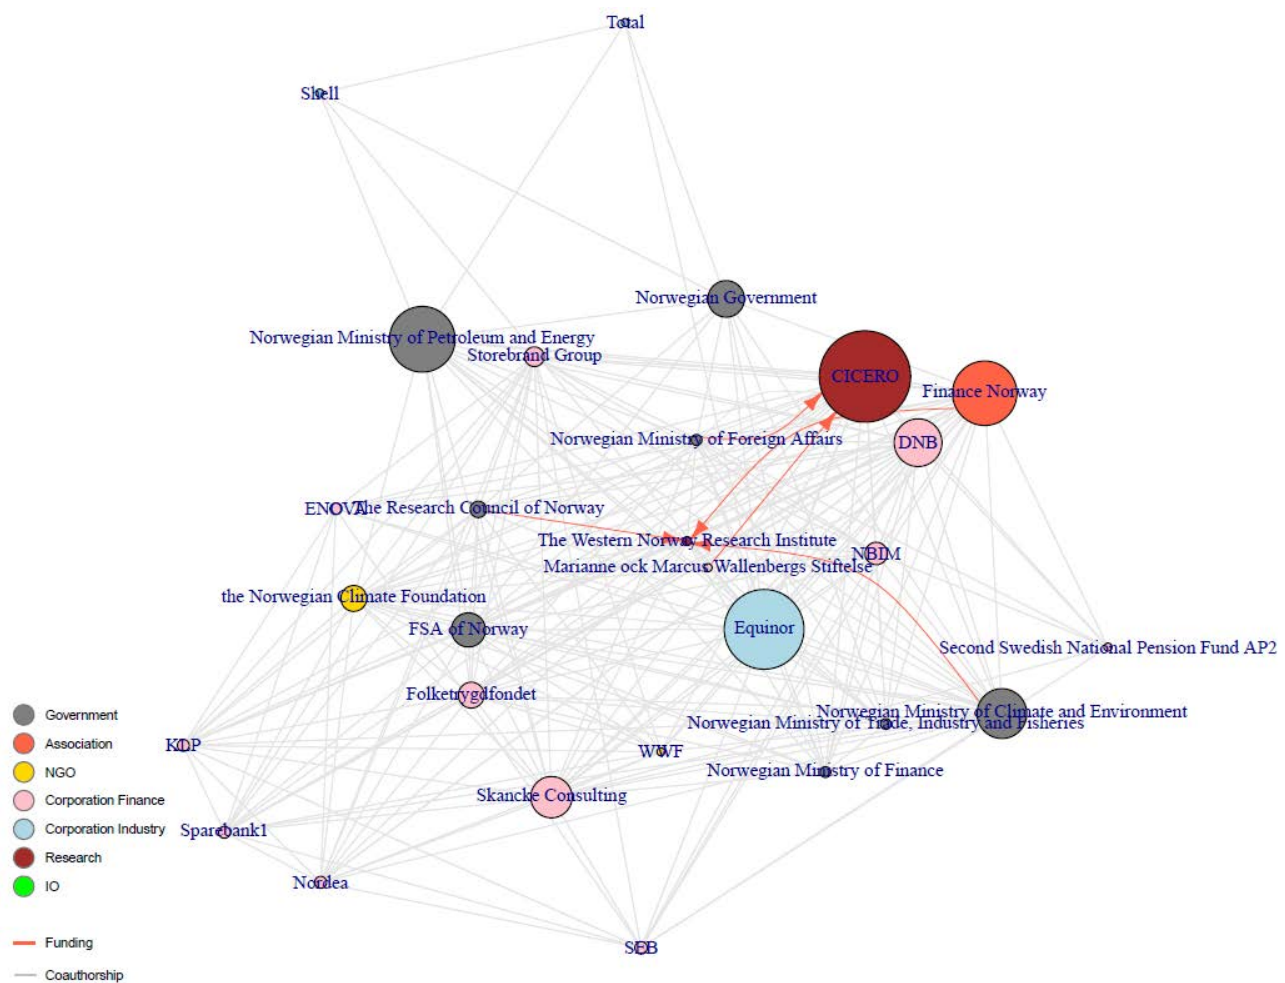 Total
Shell
Norwegian Government
Norwegian Ministry of Petroleum and Energy
Storebrand Group
CICERO
Finance Norway
Norwegian Ministry of Foreign Affairs
DNB
ENOVA
The Research Council of Norway
The Western Norway Research Institute
NBIM
Marianne ock Marcus Wallenbergs Stiftelse
the Norwegian Climate Foundation
FSA of Norway
Equinor
Second Swedish National Pension Fund AP2
Folketrygdfondet
Norwegian Ministry of Climate and Environment
Norwegian Ministry of Trade, Industry and Fisheries
KLP
WWF
Norwegian Ministry of Finance
Skancke Consulting
Sparebank1
Nordea
SEB
Government
Association
NGO
Corporation Finance
Corporation Industry
Research
IO
Funding
Coauthorship